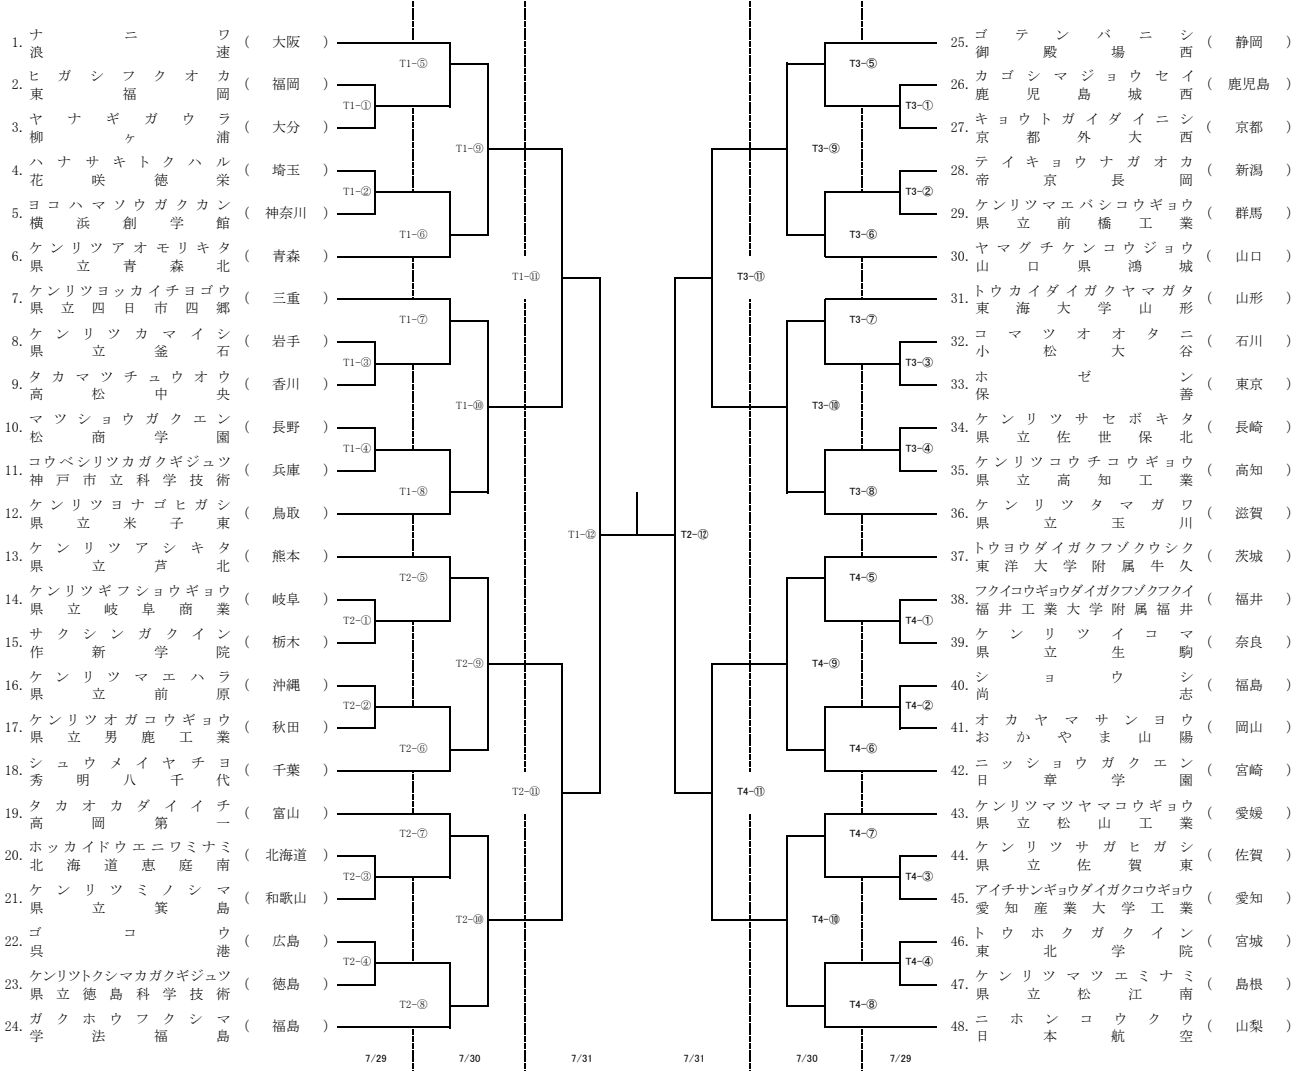 1. ナニワ
浪速 ( 大阪 )
2. ヒガシフクオカ
東福岡 ( 福岡 )
3. ヤナギガウラ
柳ヶ浦 ( 大分 )
4. ハナサキトクハル
花咲徳栄 ( 埼玉 )
5. ヨコハマソウガクカン
横浜創学館 ( 神奈川 )
6. ケンリツアオモリキタ
県立青森北 ( 青森 )
7. ケンリツヨッカイチヨゴウ
県立四日市四郷 ( 三重 )
8. ケンリツカマイシ
県立釜石 ( 岩手 )
9. タカマツチュウオウ
高松中央 ( 香川 )
10. マツショウガクエン
松商学園 ( 長野 )
11. コウベシリツカガクギジュツ
神戸市立科学技術 ( 兵庫 )
12. ケンリツヨナゴヒガシ
県立米子東 ( 鳥取 )
13. ケンリツアシキタ
県立芦北 ( 熊本 )
14. ケンリツギフショウギョウ
県立岐阜商業 ( 岐阜 )
15. サクシンガクイン
作新学院 ( 栃木 )
16. ケンリツマエハラ
県立前原 ( 沖縄 )
17. ケンリツオガコウギョウ
県立男鹿工業 ( 秋田 )
18. シュウメイヤチヨ
秀明八千代 ( 千葉 )
19. タカオカダイイチ
高岡第一 ( 富山 )
20. ホッカイドウエニワミナミ
北海道恵庭南 ( 北海道 )
21. ケンリツミノシマ
県立箕島 ( 和歌山 )
22. ゴコウ
呉港 ( 広島 )
23. ケンリツトクシマカガクギジュツ
県立徳島科学技術 ( 徳島 )
24. ガクホウフクシマ
学法福島 ( 福島 )
T1-⑤
T1-①
T1-⑨
T1-②
T1-⑥
T1-⑪
T1-⑦
T1-③
T1-⑩
T1-④
T1-⑧
T1-⑫
T2-⑤
T2-①
T2-⑨
T2-②
T2-⑥
T2-⑪
T2-⑦
T2-③
T2-⑩
T2-④
T2-⑧
T3-⑤
T3-①
T3-⑨
T3-②
T3-⑥
T3-⑪
T3-⑦
T3-③
T3-⑩
T3-④
T3-⑧
T2-⑫
T4-⑤
T4-①
T4-⑨
T4-②
T4-⑥
T4-⑪
T4-⑦
T4-③
T4-⑩
T4-④
T4-⑧
25. ゴテンバニシ
御殿場西 ( 静岡 )
26. カゴシマジョウセイ
鹿児島城西 ( 鹿児島 )
27. キョウトガイダイニシ
京都外大西 ( 京都 )
28. テイキョウナガオカ
帝京長岡 ( 新潟 )
29. ケンリツマエバシコウギョウ
県立前橋工業 ( 群馬 )
30. ヤマグチケンコウジョウ
山口県鴻城 ( 山口 )
31. トウカイダイガクヤマガタ
東海大学山形 ( 山形 )
32. コマツオオタニ
小松大谷 ( 石川 )
33. ホゼン
保善 ( 東京 )
34. ケンリツサセボキタ
県立佐世保北 ( 長崎 )
35. ケンリツコウチコウギョウ
県立高知工業 ( 高知 )
36. ケンリツタマガワ
県立玉川 ( 滋賀 )
37. トウヨウダイガクフゾクウシク
東洋大学附属牛久 ( 茨城 )
38. フクイコウギョウダイガクフゾクフクイ
福井工業大学附属福井 ( 福井 )
39. ケンリツイコマ
県立生駒 ( 奈良 )
40. ショウシ
尚志 ( 福島 )
41. オカヤマサンヨウ
おかやま山陽 ( 岡山 )
42. ニッショウガクエン
日章学園 ( 宮崎 )
43. ケンリツマツヤマコウギョウ
県立松山工業 ( 愛媛 )
44. ケンリツサガヒガシ
県立佐賀東 ( 佐賀 )
45. アイチサンギョウダイガクコウギョウ
愛知産業大学工業 ( 愛知 )
46. トウホクガクイン
東北学院 ( 宮城 )
47. ケンリツマツエミナミ
県立松江南 ( 島根 )
48. ニホンコウクウ
日本航空 ( 山梨 )
7/29 7/30 7/31 7/31 7/30 7/29